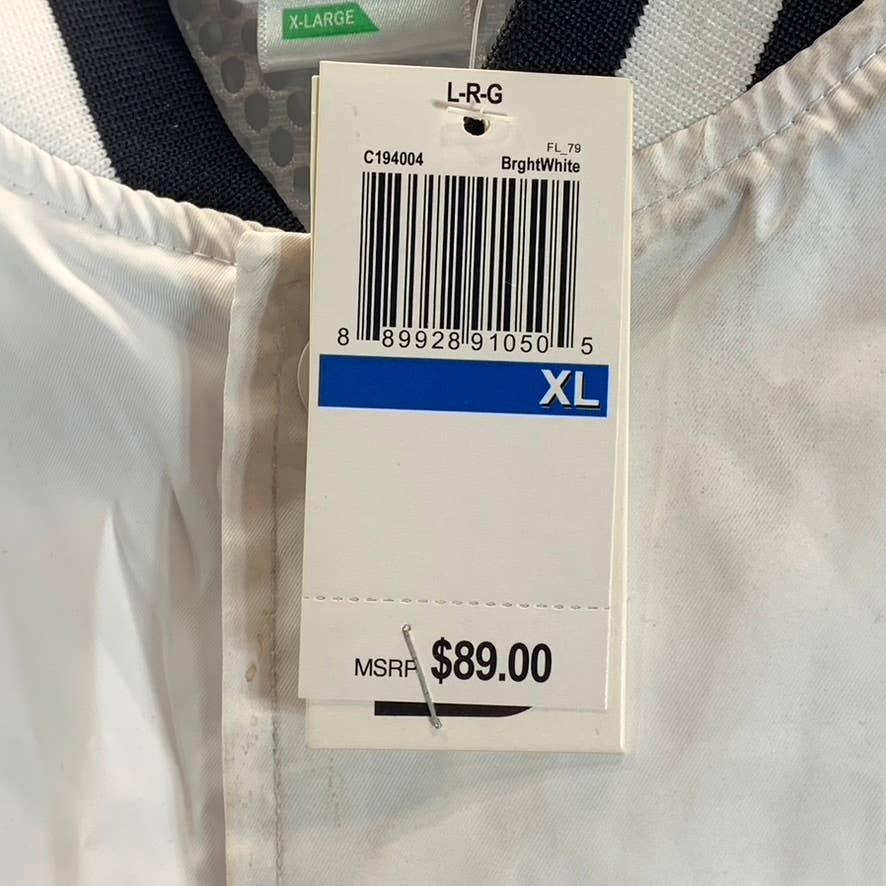 X-LARGE
L-R-G
FL_79
C194004 BrghtWhite
8 89928 91050 5
XL
MSRP $89.00